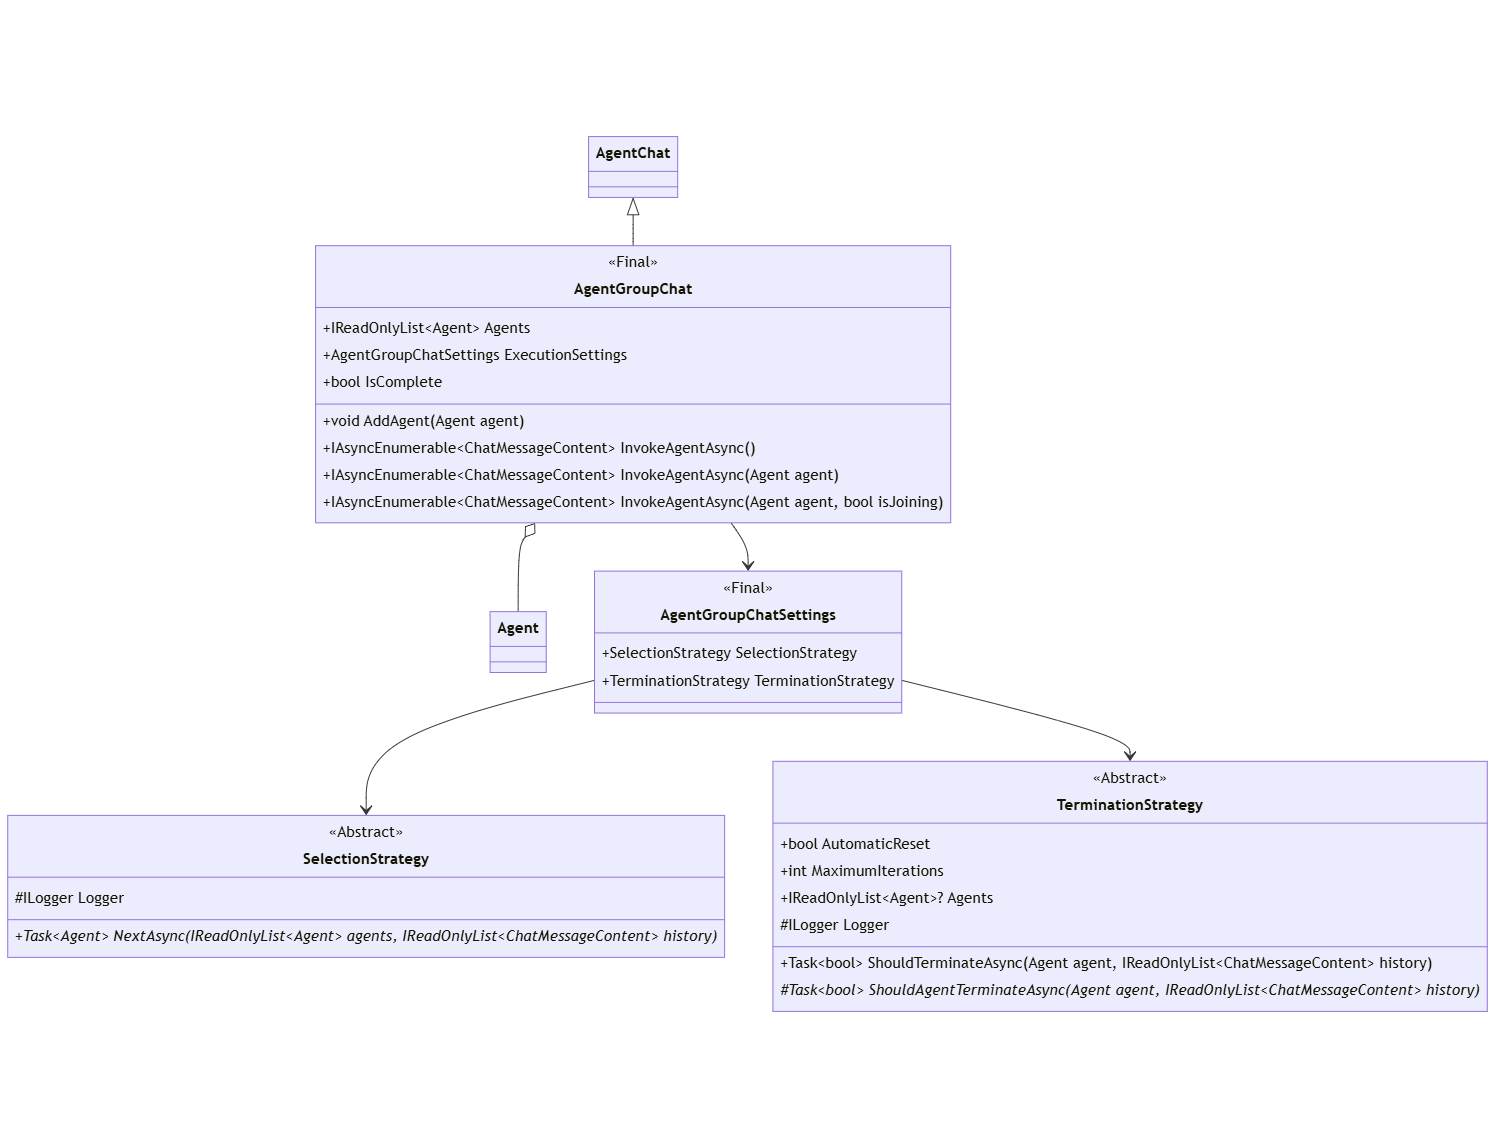 AgentChat
«Final»
AgentGroupChat
+IReadOnlyList<Agent> Agents
+AgentGroupChatSettings ExecutionSettings
+bool IsComplete
+void AddAgent(Agent agent)
+IAsyncEnumerable<ChatMessageContent> InvokeAgentAsync()
+IAsyncEnumerable<ChatMessageContent> InvokeAgentAsync(Agent agent)
+IAsyncEnumerable<ChatMessageContent> InvokeAgentAsync(Agent agent, bool isJoining)
Agent
«Final»
AgentGroupChatSettings
+SelectionStrategy SelectionStrategy
+TerminationStrategy TerminationStrategy
«Abstract»
SelectionStrategy
#ILogger Logger
+Task<Agent> NextAsync(IReadOnlyList<Agent> agents, IReadOnlyList<ChatMessageContent> history)
«Abstract»
TerminationStrategy
+bool AutomaticReset
+int MaximumIterations
+IReadOnlyList<Agent>? Agents
#ILogger Logger
+Task<bool> ShouldTerminateAsync(Agent agent, IReadOnlyList<ChatMessageContent> history)
#Task<bool> ShouldAgentTerminateAsync(Agent agent, IReadOnlyList<ChatMessageContent> history)